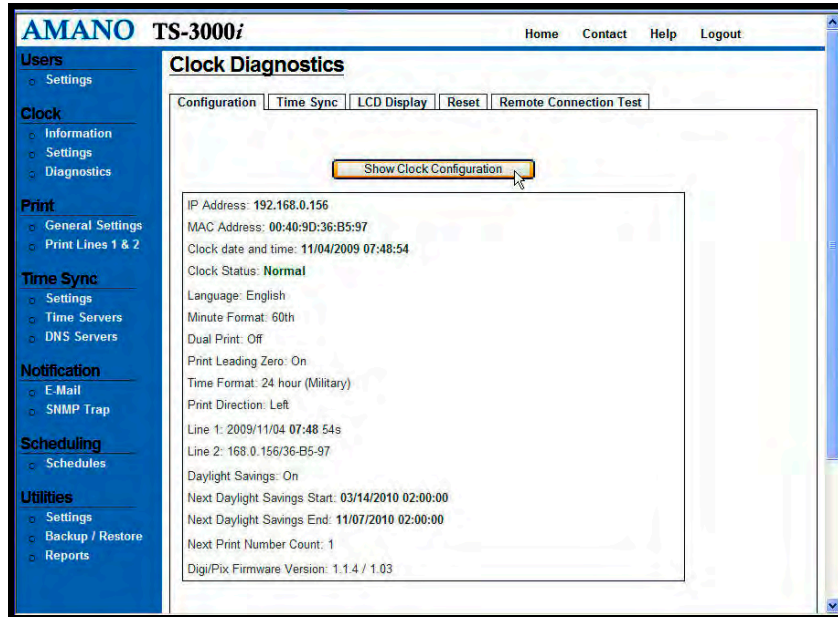 AMANO TS-3000i
Home Contact Help Logout
Users
Settings
Clock
Information
Settings
Diagnostics
Print
General Settings
Print Lines 1 & 2
Time Sync
Settings
Time Servers
DNS Servers
Notification
E-Mail
SNMP Trap
Scheduling
Schedules
Utilities
Settings
Backup / Restore
Reports
Clock Diagnostics
Configuration Time Sync LCD Display Reset Remote Connection Test
Show Clock Configuration
IP Address: 192.168.0.156
MAC Address: 00:40:9D:36:B5:97
Clock date and time: 11/04/2009 07:48:54
Clock Status: Normal
Language: English
Minute Format: 60th
Dual Print: Off
Print Leading Zero: On
Time Format: 24 hour (Military)
Print Direction: Left
Line 1: 2009/11/04 07:48 54s
Line 2: 168.0.156/36-B5-97
Daylight Savings: On
Next Daylight Savings Start: 03/14/2010 02:00:00
Next Daylight Savings End: 11/07/2010 02:00:00
Next Print Number Count: 1
Digi/Pix Firmware Version: 1.1.4 / 1.03